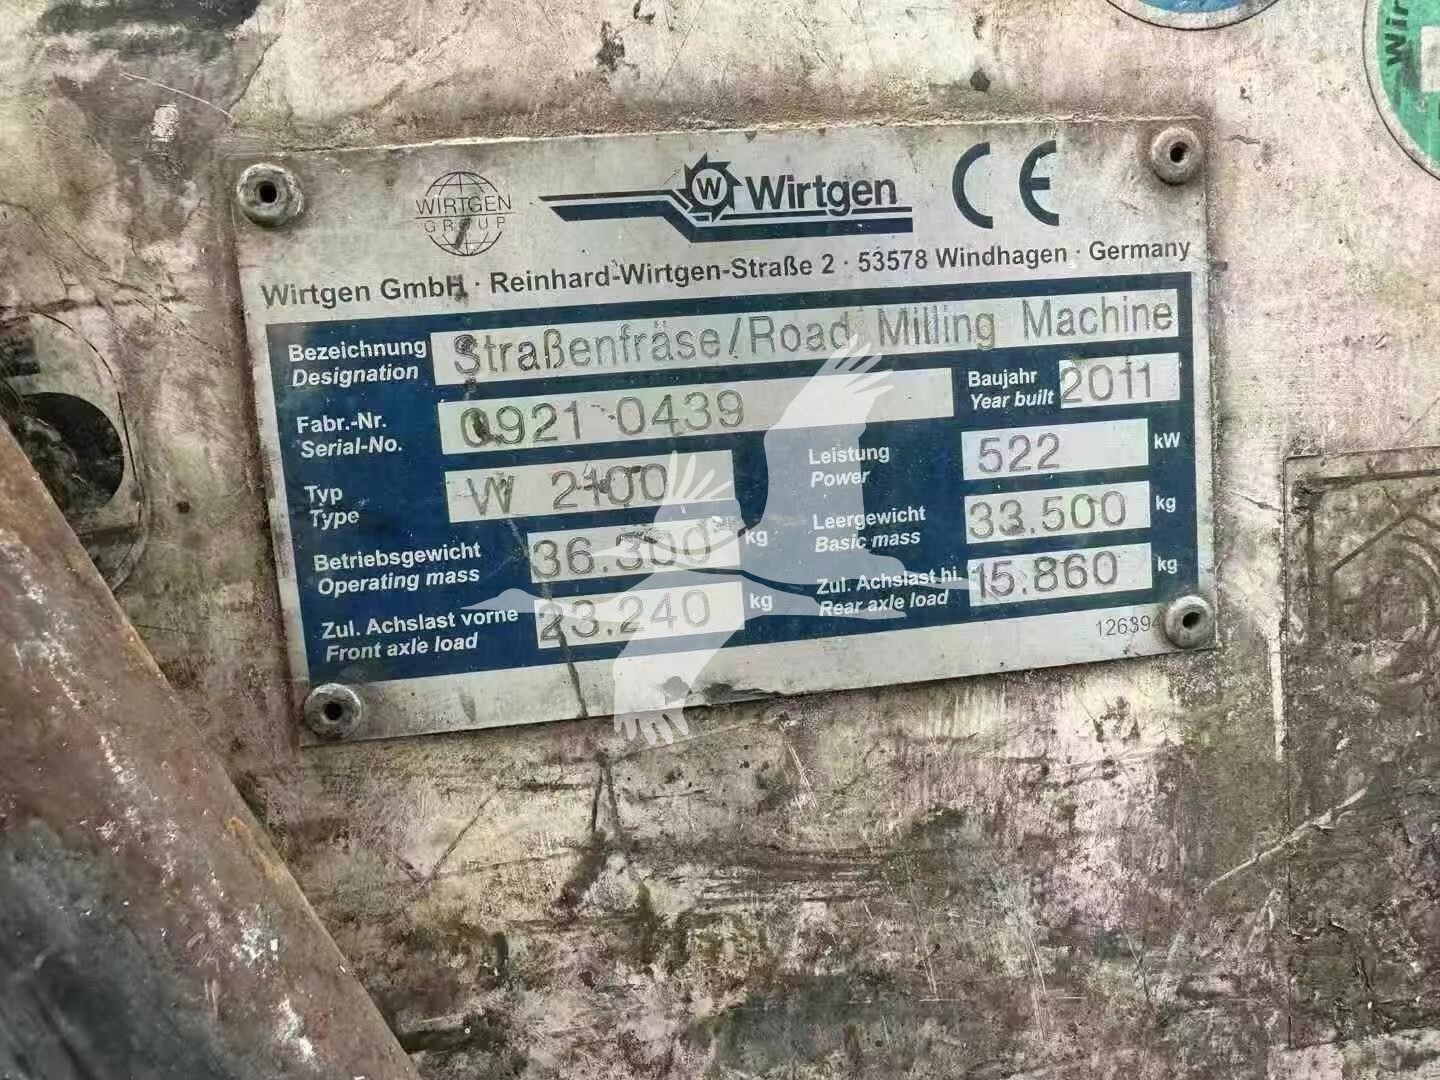 WIRTGEN
GROUP
W Wirtgen CE
Wirtgen GmbH · Reinhard-Wirtgen-Straße 2 · 53578 Windhagen · Germany
Bezeichnung
Designation
Straßenfräse/Road Milling Machine
Fabr.-Nr.
Serial-No.
0921 0439
Baujahr
Year built
2011
Typ
Type
W 2100
Leistung
Power
522 kW
Betriebsgewicht
Operating mass
36.300 kg
Leergewicht
Basic mass
33.500 kg
Zul. Achslast vorne
Front axle load
23.240 kg
Zul. Achslast hi.
Rear axle load
15.860 kg